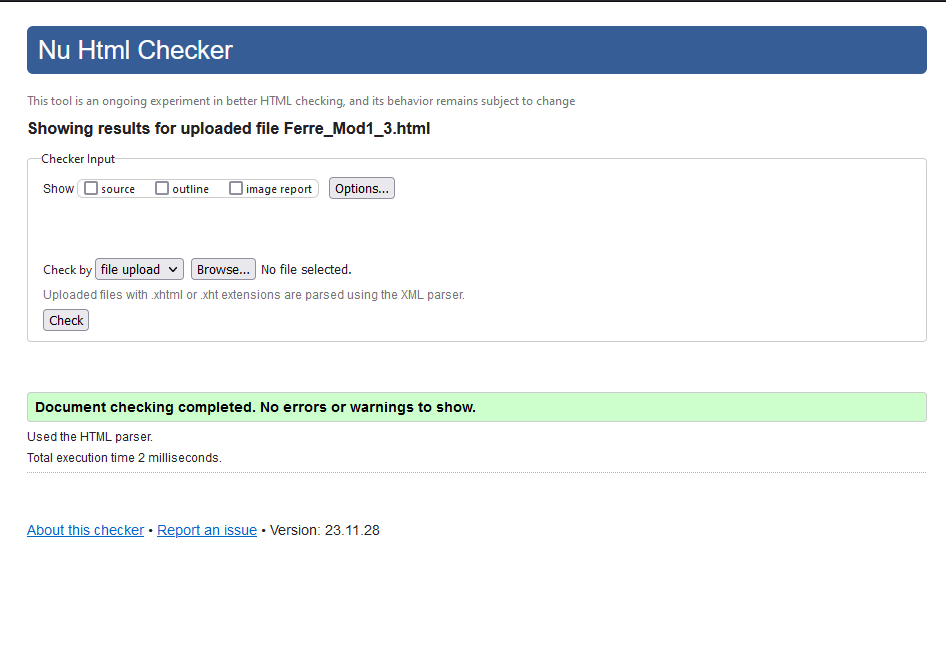 Nu Html Checker
This tool is an ongoing experiment in better HTML checking, and its behavior remains subject to change
Showing results for uploaded file Ferre_Mod1_3.html
Checker Input
Show source outline image report Options...
Check by file upload Browse... No file selected.
Uploaded files with .xhtml or .xht extensions are parsed using the XML parser.
Check
Document checking completed. No errors or warnings to show.
Used the HTML parser.
Total execution time 2 milliseconds.
About this checker • Report an issue • Version: 23.11.28